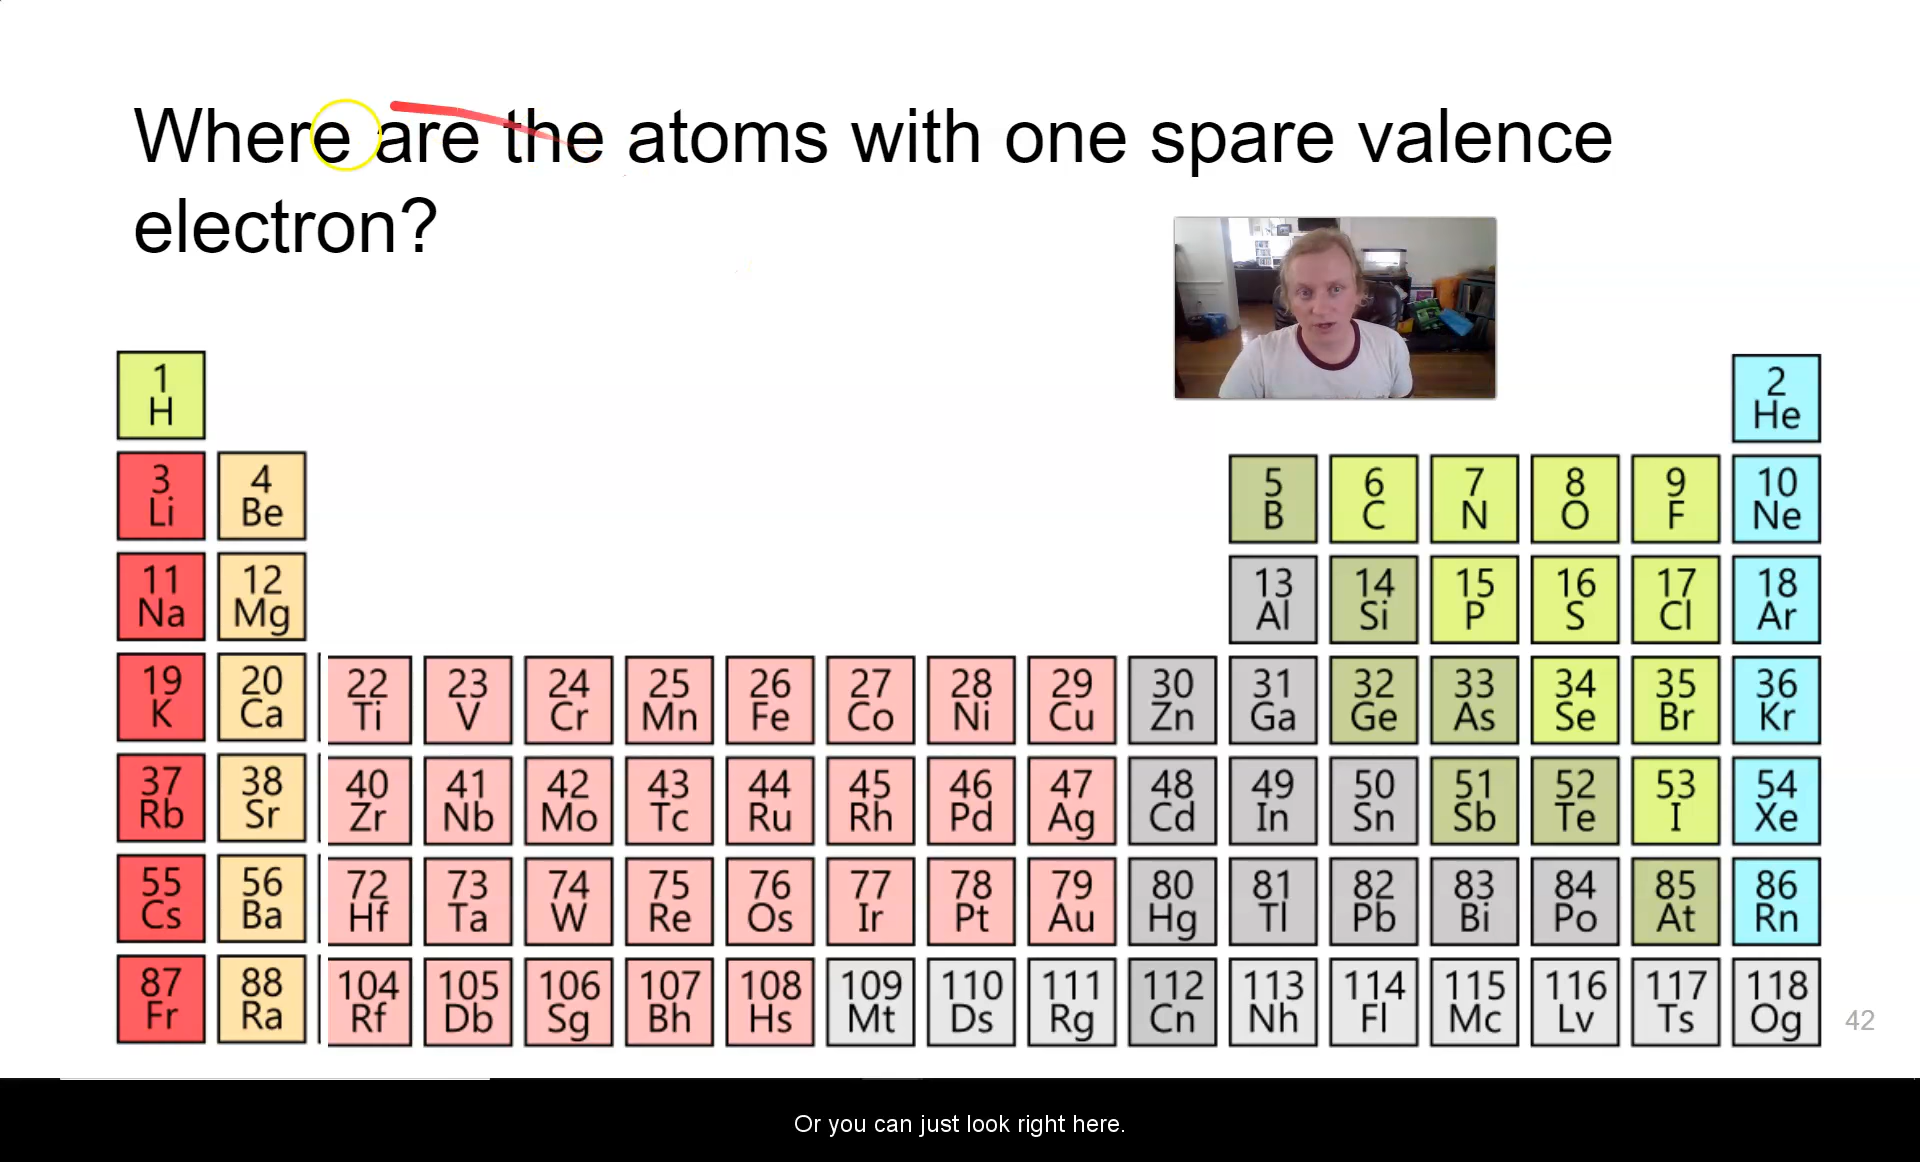 Where are the atoms with one spare valence
electron?
1 2
H He
3 4 5 6 7 8 9 10
Li Be B C N O F Ne
11 12 13 14 15 16 17 18
Na Mg Al Si P S Cl Ar
19 20 22 23 24 25 26 27 28 29 30 31 32 33 34 35 36
K Ca Ti V Cr Mn Fe Co Ni Cu Zn Ga Ge As Se Br Kr
37 38 40 41 42 43 44 45 46 47 48 49 50 51 52 53 54
Rb Sr Zr Nb Mo Tc Ru Rh Pd Ag Cd In Sn Sb Te I Xe
55 56 72 73 74 75 76 77 78 79 80 81 82 83 84 85 86
Cs Ba Hf Ta W Re Os Ir Pt Au Hg Tl Pb Bi Po At Rn
87 88 104 105 106 107 108 109 110 111 112 113 114 115 116 117 118
Fr Ra Rf Db Sg Bh Hs Mt Ds Rg Cn Nh Fl Mc Lv Ts Og
42
Or you can just look right here.